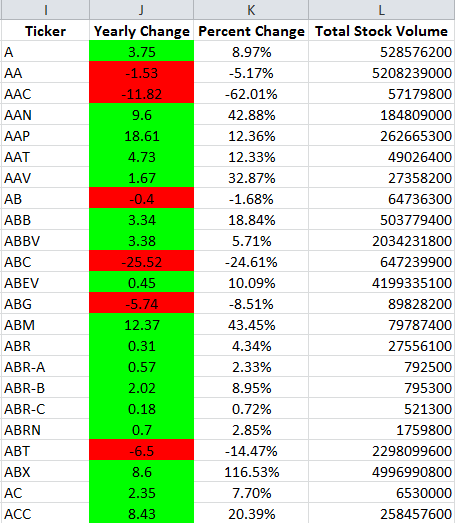 I J K L
Ticker Yearly Change Percent Change Total Stock Volume
A 3.75 8.97% 528576200
AA -1.53 -5.17% 5208239000
AAC -11.82 -62.01% 57179800
AAN 9.6 42.88% 184809000
AAP 18.61 12.36% 262665300
AAT 4.73 12.33% 49026400
AAV 1.67 32.87% 27358200
AB -0.4 -1.68% 64736300
ABB 3.34 18.84% 503779400
ABBV 3.38 5.71% 2034231800
ABC -25.52 -24.61% 647239900
ABEV 0.45 10.09% 4199335100
ABG -5.74 -8.51% 89828200
ABM 12.37 43.45% 79787400
ABR 0.31 4.34% 27556100
ABR-A 0.57 2.33% 792500
ABR-B 2.02 8.95% 795300
ABR-C 0.18 0.72% 521300
ABRN 0.7 2.85% 1759800
ABT -6.5 -14.47% 2298099600
ABX 8.6 116.53% 4996990800
AC 2.35 7.70% 6530000
ACC 8.43 20.39% 258457600